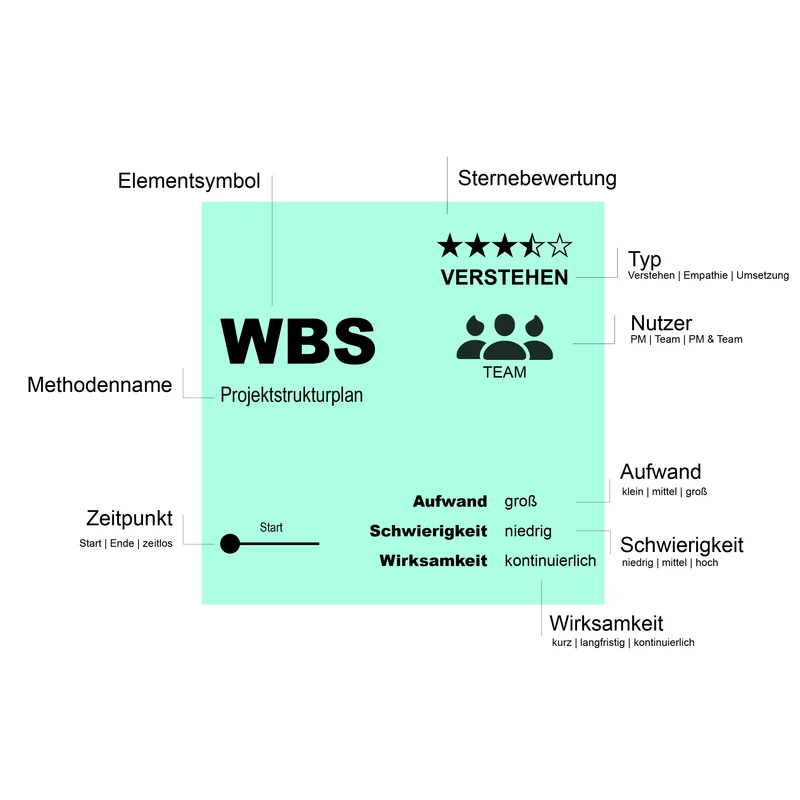 Elementsymbol
Sternebewertung
VERSTEHEN
Typ
Verstehen | Empathie | Umsetzung
WBS
Projektstrukturplan
TEAM
Nutzer
PM | Team | PM & Team
Methodenname
Zeitpunkt
Start | Ende | zeitlos
Start
Aufwand groß
Schwierigkeit niedrig
Wirksamkeit kontinuierlich
Aufwand
klein | mittel | groß
Schwierigkeit
niedrig | mittel | hoch
Wirksamkeit
kurz | langfristig | kontinuierlich